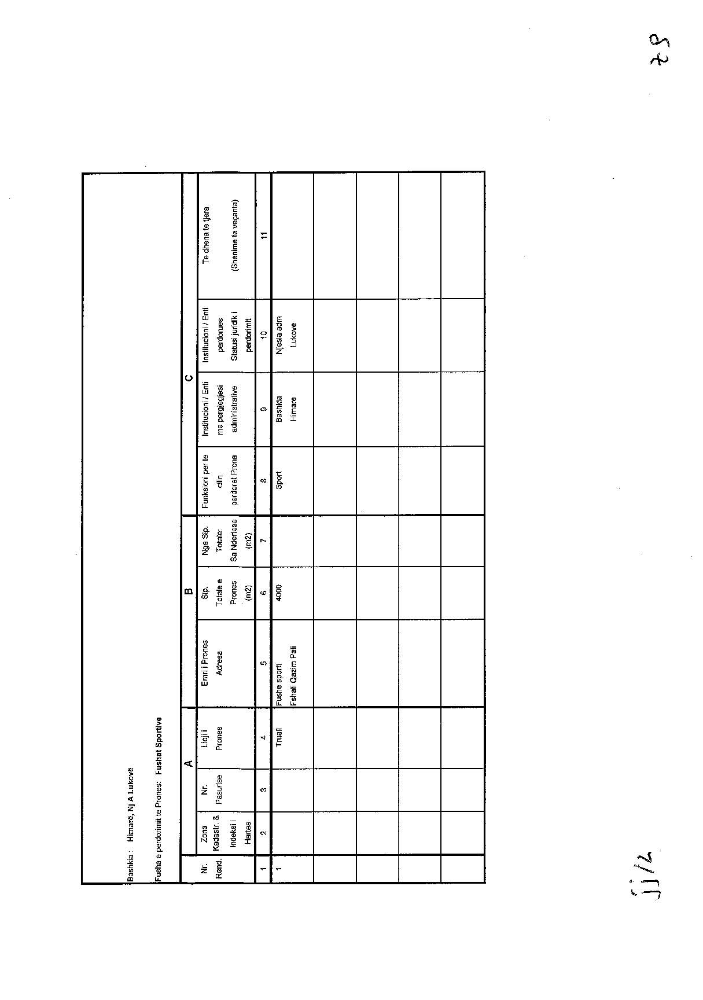 Bashkia : Himarë, Nj A Lukovë
Fusha e perdorimit te Prones: Fushat Sportive
A B C
Nr. Rend. Zona Kadastr. & Indeksi i Hartes Nr. Pasurise Lloji i Prones Emri i Prones Adresa Sip. Totale e Prones (m2) Nga Sip. Totale: Sa Ndertese (m2) Funksioni per te cilin perdoret Prona Institucioni / Enti me pergjegjesi administrative Institucioni / Enti perdorues Statusi juridik i perdorimit Te dhena te tjera (Shenime te veçanta)
1 2 3 4 5 6 7 8 9 10 11
1 Truall Fushe sporti 4000 Sport Bashkia Njesia adm
Fshati Qazim Pali Himare Lukove
jj/2